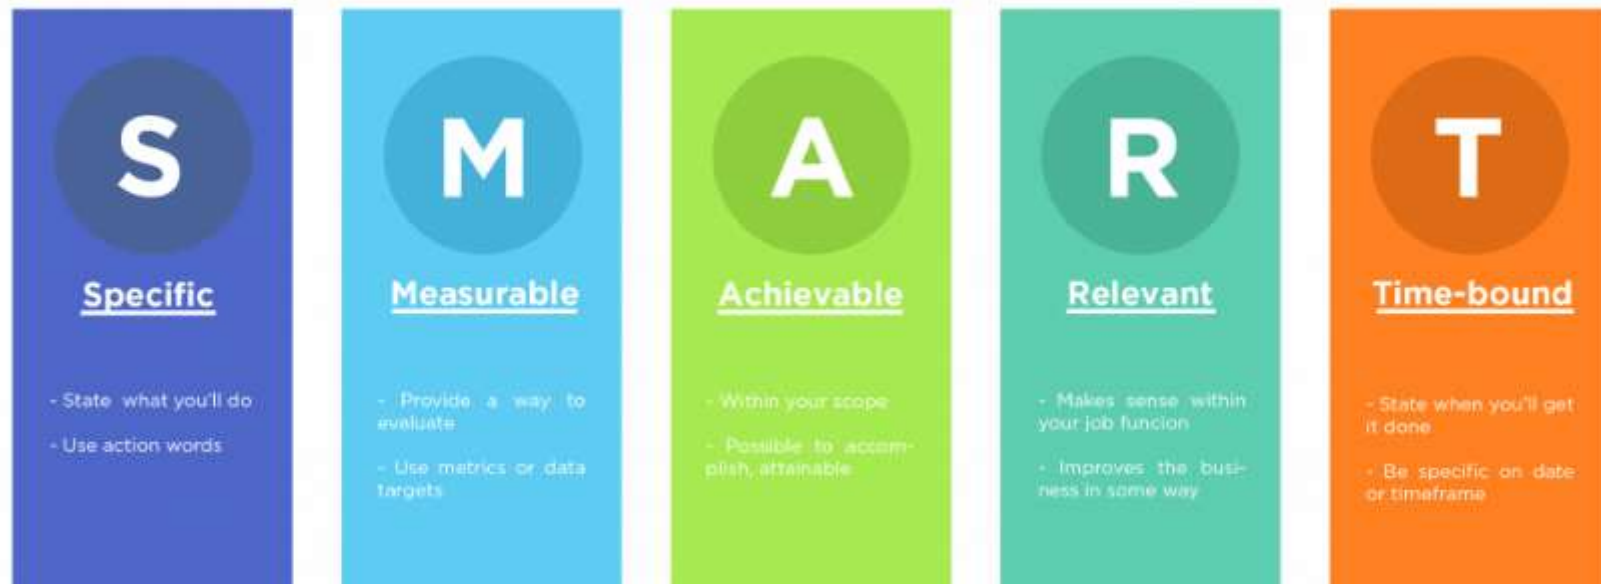 S
Specific
- State what you'll do
- Use action words
M
Measurable
- Provide a way to
evaluate
- Use metrics or data
targets
A
Achievable
- Within your scope
- Possible to accom-
plish, attainable
R
Relevant
- Makes sense within
your job funcion
- Improves the busi-
ness in some way
T
Time-bound
- State when you'll get
it done
- Be specific on date
or timeframe